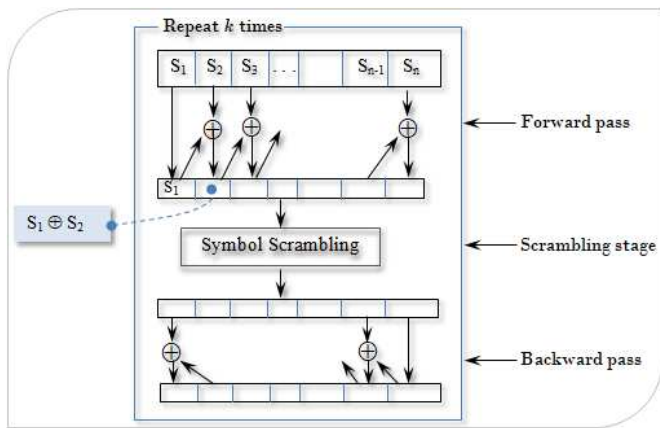 Repeat k times
S1 S2 S3 ... Sn-1 Sn
Forward pass
S1
S1 ⊕ S2
Symbol Scrambling
Scrambling stage
Backward pass